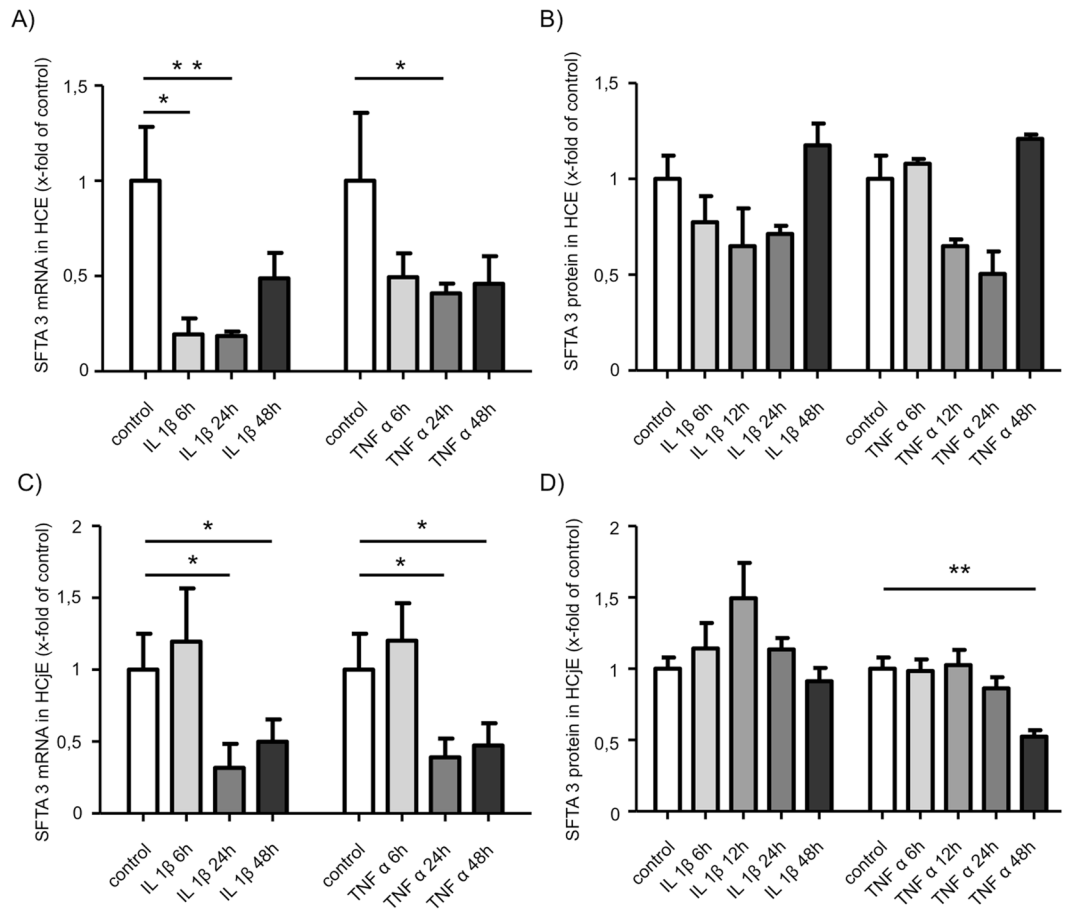 A)
SFTA 3 mRNA in HCE (x-fold of control)
1,5
1
0,5
0
* *
*
*
control
IL 1β 6h
IL 1β 24h
IL 1β 48h
control
TNF α 6h
TNF α 24h
TNF α 48h
B)
SFTA 3 protein in HCE (x-fold of control)
1,5
1
0,5
0
control
IL 1β 6h
IL 1β 12h
IL 1β 24h
IL 1β 48h
control
TNF α 6h
TNF α 12h
TNF α 24h
TNF α 48h
C)
SFTA 3 mRNA in HCjE (x-fold of control)
2
1,5
1
0,5
0
*
*
*
*
control
IL 1β 6h
IL 1β 24h
IL 1β 48h
control
TNF α 6h
TNF α 24h
TNF α 48h
D)
SFTA 3 protein in HCjE (x-fold of control)
2
1,5
1
0,5
0
**
control
IL 1β 6h
IL 1β 12h
IL 1β 24h
IL 1β 48h
control
TNF α 6h
TNF α 12h
TNF α 24h
TNF α 48h